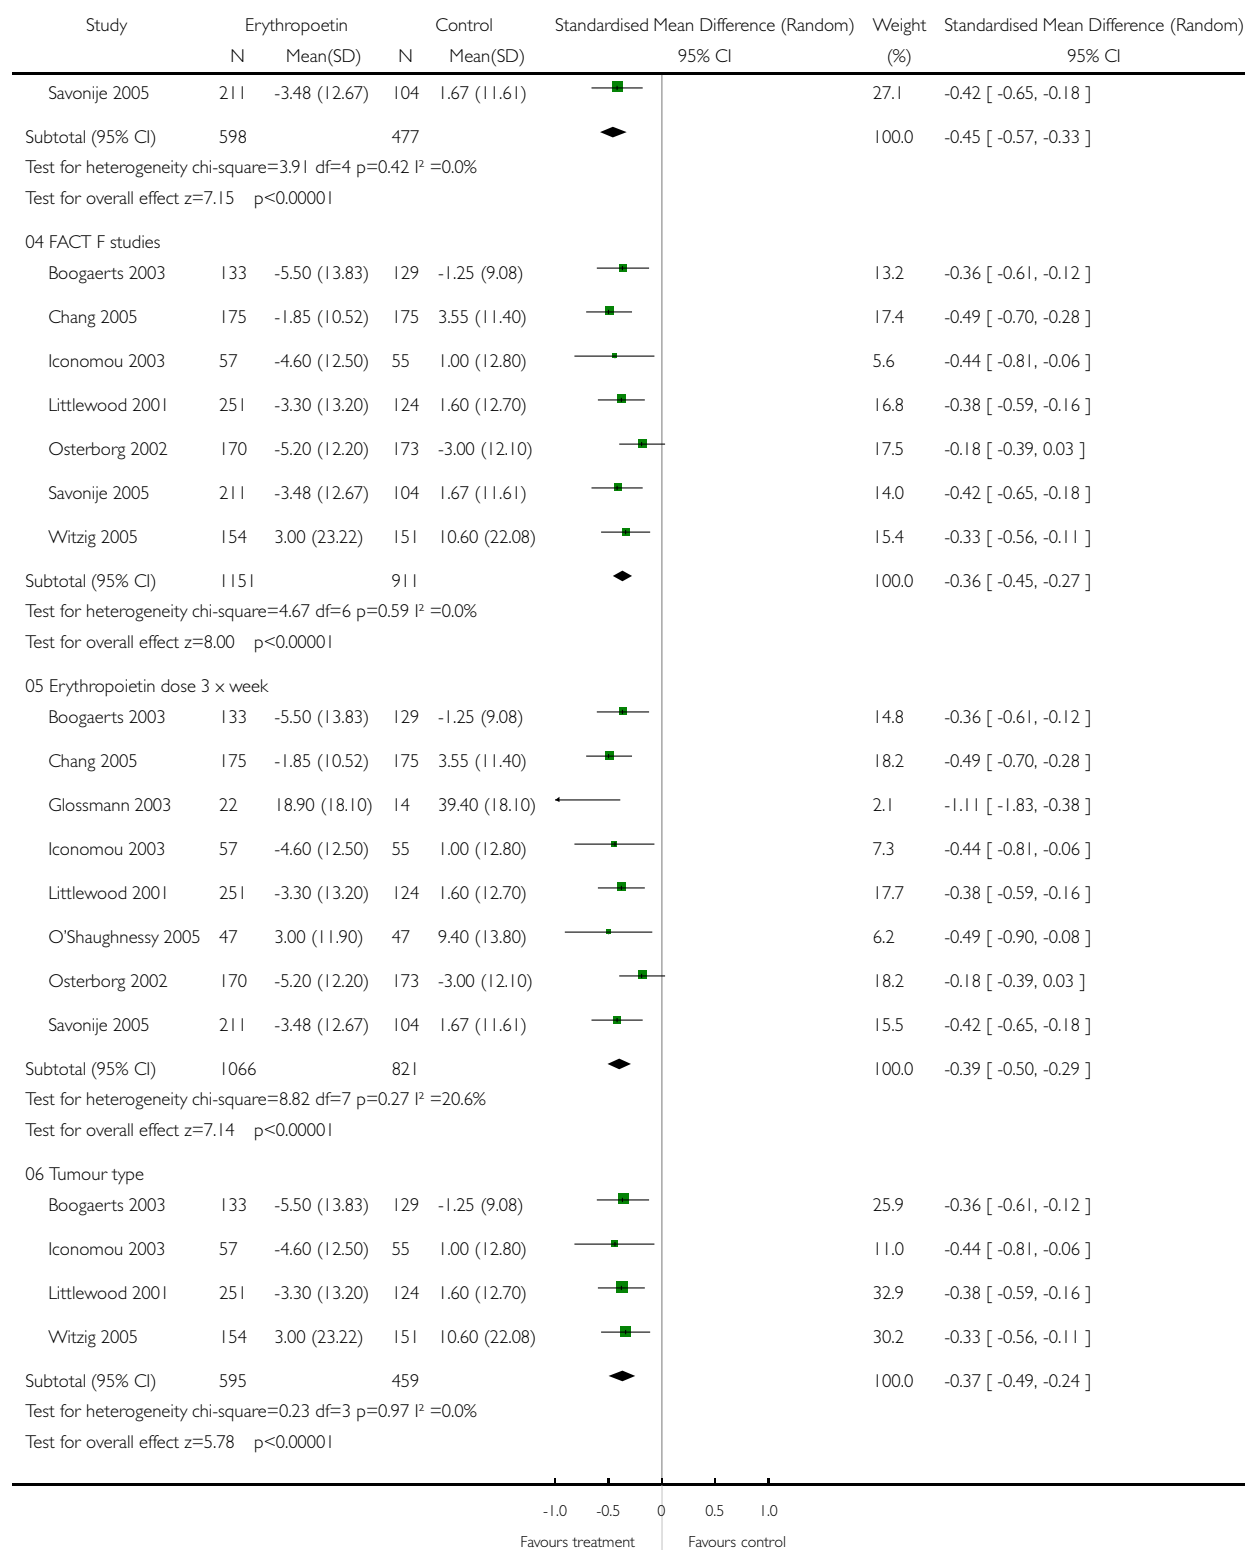 Study Erythropoetin Control Standardised Mean Difference (Random) Weight Standardised Mean Difference (Random)
N Mean(SD) N Mean(SD) 95% CI (%) 95% CI
Savonije 2005 211 -3.48 (12.67) 104 1.67 (11.61) 27.1 -0.42 [ -0.65, -0.18 ]
Subtotal (95% CI) 598 477 100.0 -0.45 [ -0.57, -0.33 ]
Test for heterogeneity chi-square=3.91 df=4 p=0.42 I² =0.0%
Test for overall effect z=7.15 p<0.00001
04 FACT F studies
Boogaerts 2003 133 -5.50 (13.83) 129 -1.25 (9.08) 13.2 -0.36 [ -0.61, -0.12 ]
Chang 2005 175 -1.85 (10.52) 175 3.55 (11.40) 17.4 -0.49 [ -0.70, -0.28 ]
Iconomou 2003 57 -4.60 (12.50) 55 1.00 (12.80) 5.6 -0.44 [ -0.81, -0.06 ]
Littlewood 2001 251 -3.30 (13.20) 124 1.60 (12.70) 16.8 -0.38 [ -0.59, -0.16 ]
Osterborg 2002 170 -5.20 (12.20) 173 -3.00 (12.10) 17.5 -0.18 [ -0.39, 0.03 ]
Savonije 2005 211 -3.48 (12.67) 104 1.67 (11.61) 14.0 -0.42 [ -0.65, -0.18 ]
Witzig 2005 154 3.00 (23.22) 151 10.60 (22.08) 15.4 -0.33 [ -0.56, -0.11 ]
Subtotal (95% CI) 1151 911 100.0 -0.36 [ -0.45, -0.27 ]
Test for heterogeneity chi-square=4.67 df=6 p=0.59 I² =0.0%
Test for overall effect z=8.00 p<0.00001
05 Erythropoietin dose 3 x week
Boogaerts 2003 133 -5.50 (13.83) 129 -1.25 (9.08) 14.8 -0.36 [ -0.61, -0.12 ]
Chang 2005 175 -1.85 (10.52) 175 3.55 (11.40) 18.2 -0.49 [ -0.70, -0.28 ]
Glossmann 2003 22 18.90 (18.10) 14 39.40 (18.10) 2.1 -1.11 [ -1.83, -0.38 ]
Iconomou 2003 57 -4.60 (12.50) 55 1.00 (12.80) 7.3 -0.44 [ -0.81, -0.06 ]
Littlewood 2001 251 -3.30 (13.20) 124 1.60 (12.70) 17.7 -0.38 [ -0.59, -0.16 ]
O'Shaughnessy 2005 47 3.00 (11.90) 47 9.40 (13.80) 6.2 -0.49 [ -0.90, -0.08 ]
Osterborg 2002 170 -5.20 (12.20) 173 -3.00 (12.10) 18.2 -0.18 [ -0.39, 0.03 ]
Savonije 2005 211 -3.48 (12.67) 104 1.67 (11.61) 15.5 -0.42 [ -0.65, -0.18 ]
Subtotal (95% CI) 1066 821 100.0 -0.39 [ -0.50, -0.29 ]
Test for heterogeneity chi-square=8.82 df=7 p=0.27 I² =20.6%
Test for overall effect z=7.14 p<0.00001
06 Tumour type
Boogaerts 2003 133 -5.50 (13.83) 129 -1.25 (9.08) 25.9 -0.36 [ -0.61, -0.12 ]
Iconomou 2003 57 -4.60 (12.50) 55 1.00 (12.80) 11.0 -0.44 [ -0.81, -0.06 ]
Littlewood 2001 251 -3.30 (13.20) 124 1.60 (12.70) 32.9 -0.38 [ -0.59, -0.16 ]
Witzig 2005 154 3.00 (23.22) 151 10.60 (22.08) 30.2 -0.33 [ -0.56, -0.11 ]
Subtotal (95% CI) 595 459 100.0 -0.37 [ -0.49, -0.24 ]
Test for heterogeneity chi-square=0.23 df=3 p=0.97 I² =0.0%
Test for overall effect z=5.78 p<0.00001
-1.0 -0.5 0 0.5 1.0
Favours treatment Favours control